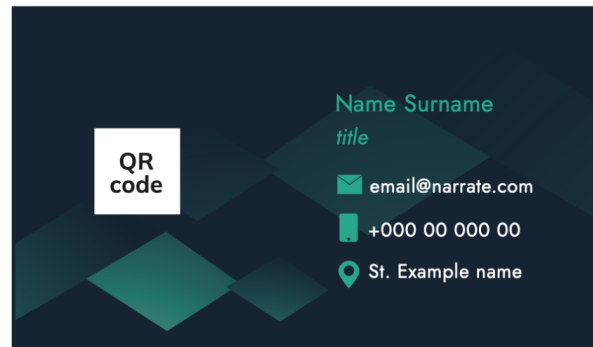 QR
code
Name Surname
title
email@narrate.com
+000 00 000 00
St. Example name